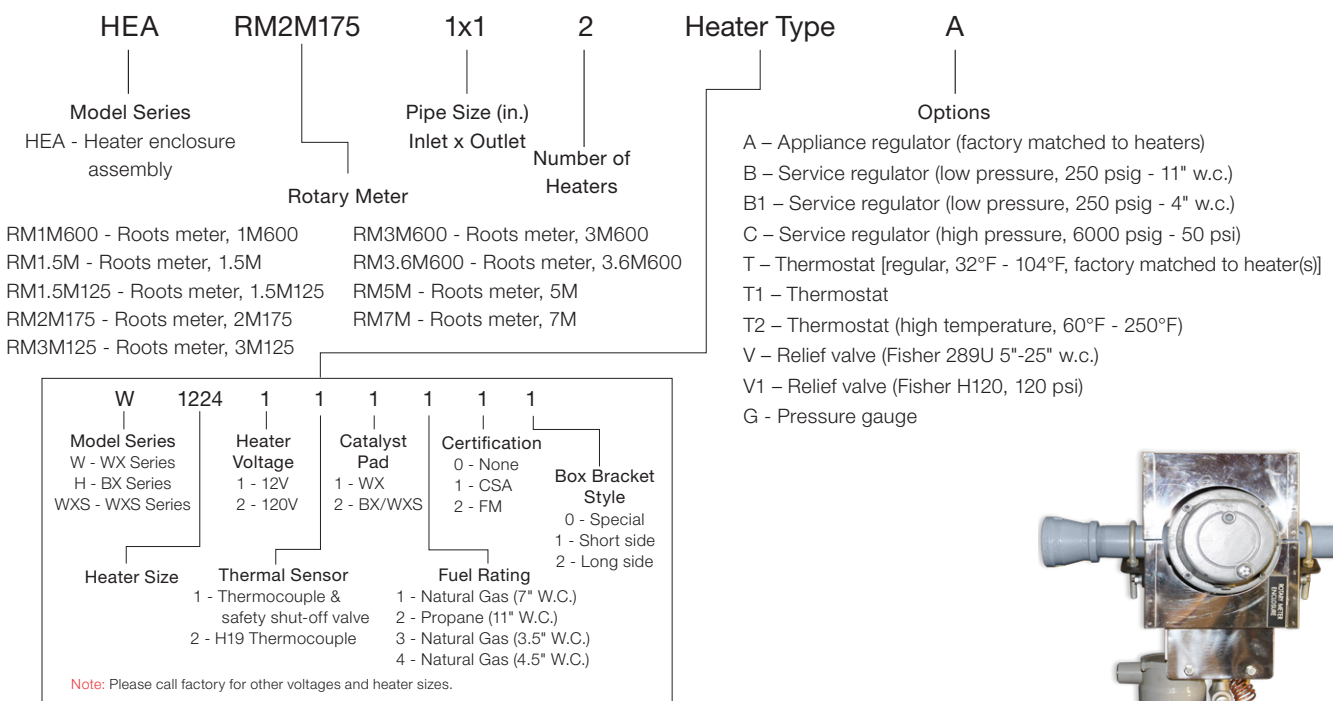 HEA RM2M175 1x1 2 Heater Type A
Model Series
HEA - Heater enclosure
assembly
Rotary Meter
RM1M600 - Roots meter, 1M600
RM1.5M - Roots meter, 1.5M
RM1.5M125 - Roots meter, 1.5M125
RM2M175 - Roots meter, 2M175
RM3M125 - Roots meter, 3M125
RM3M600 - Roots meter, 3M600
RM3.6M600 - Roots meter, 3.6M600
RM5M - Roots meter, 5M
RM7M - Roots meter, 7M
Pipe Size (in.)
Inlet x Outlet
Number of
Heaters
Options
A – Appliance regulator (factory matched to heaters)
B – Service regulator (low pressure, 250 psig - 11" w.c.)
B1 – Service regulator (low pressure, 250 psig - 4" w.c.)
C – Service regulator (high pressure, 6000 psig - 50 psi)
T – Thermostat [regular, 32°F - 104°F, factory matched to heater(s)]
T1 – Thermostat
T2 – Thermostat (high temperature, 60°F - 250°F)
V – Relief valve (Fisher 289U 5"-25" w.c.)
V1 – Relief valve (Fisher H120, 120 psi)
G - Pressure gauge
W 1224 1 1 1 1 1 1
Model Series
W - WX Series
H - BX Series
WXS - WXS Series
Heater Size
Heater
Voltage
1 - 12V
2 - 120V
Thermal Sensor
1 - Thermocouple &
safety shut-off valve
2 - H19 Thermocouple
Catalyst
Pad
1 - WX
2 - BX/WXS
Fuel Rating
1 - Natural Gas (7" W.C.)
2 - Propane (11" W.C.)
3 - Natural Gas (3.5" W.C.)
4 - Natural Gas (4.5" W.C.)
Certification
0 - None
1 - CSA
2 - FM
Box Bracket
Style
0 - Special
1 - Short side
2 - Long side
Note: Please call factory for other voltages and heater sizes.
ROTARY METER
ENCLOSURE